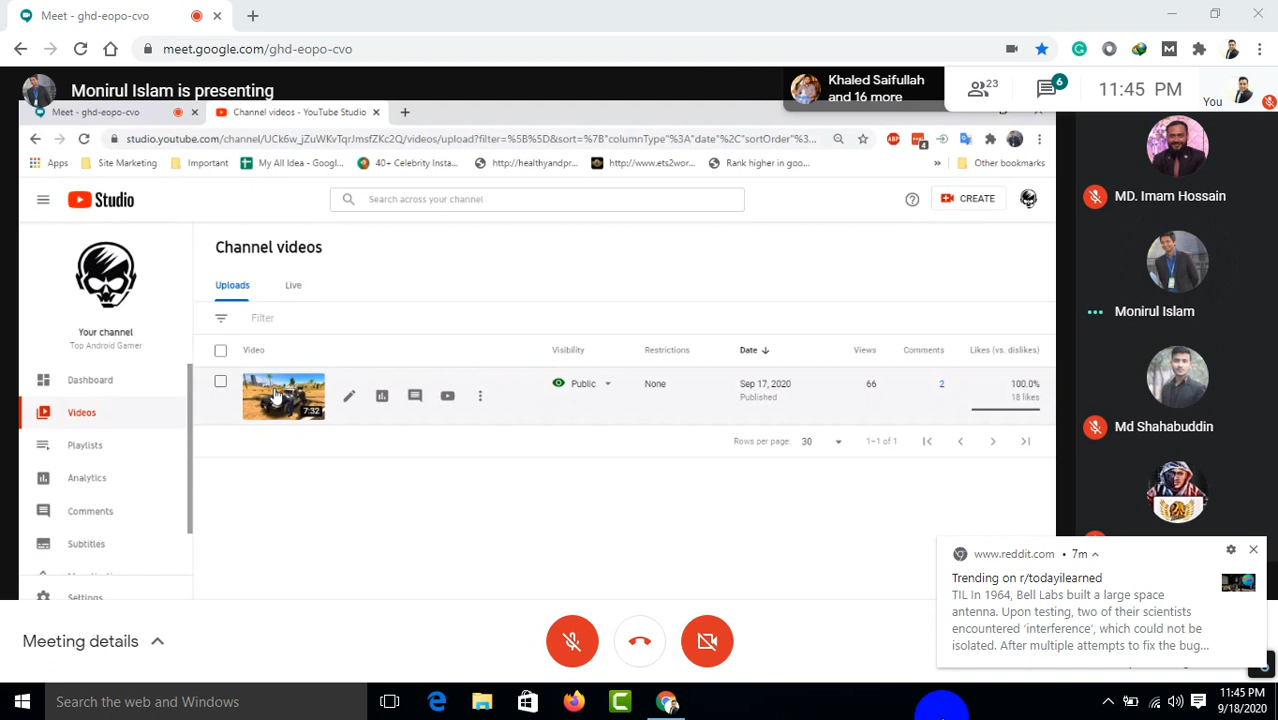 Meet - ghd-eopo-cvo
meet.google.com/ghd-eopo-cvo
Monirul Islam is presenting
Khaled Saifullah
and 16 more
23
6
11:45 PM
You
Meet - ghd-eopo-cvo
Channel videos - YouTube Studio
studio.youtube.com/channel/UCk6w_jZuWKvTqrJmsfZKc2Q/videos/upload?filter=%5B%5D&sort=%7B"columnType"%3A"date"%2C"sortOrder"%...
4
Apps
Site Marketing
Important
My All Idea - Googl...
40+ Celebrity Insta...
http://healthyandpr...
http://www.ets2wor...
Rank higher in goo...
»
Other bookmarks
Studio
Search across your channel
CREATE
Channel videos
Uploads
Live
Your channel
Top Android Gamer
Filter
Video
Visibility
Restrictions
Date
Views
Comments
Likes (vs. dislikes)
7:32
Public
None
Sep 17, 2020
Published
66
2
100.0%
18 likes
Rows per page:
30
1–1 of 1
Dashboard
Videos
Playlists
Analytics
Comments
Subtitles
Settings
MD. Imam Hossain
Monirul Islam
Md Shahabuddin
www.reddit.com • 7m
Trending on r/todayilearned
TIL In 1964, Bell Labs built a large space
antenna. Upon testing, two of their scientists
encountered 'interference', which could not be
isolated. After multiple attempts to fix the bug...
Meeting details
Search the web and Windows
11:45 PM
9/18/2020